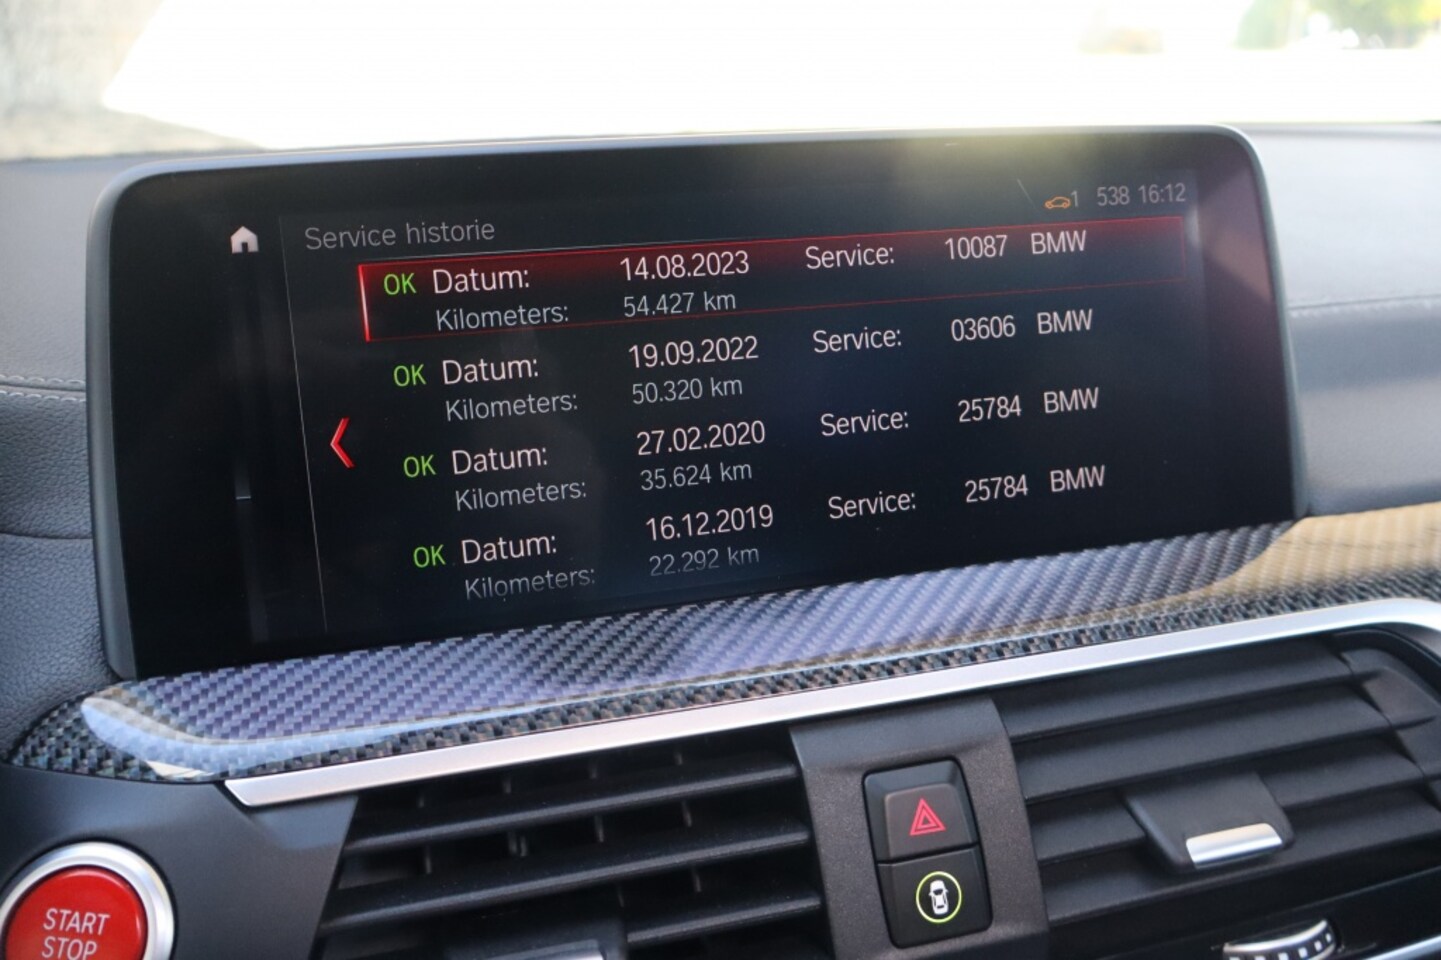 1 538 16:12
Service historie
OK Datum: 14.08.2023 Service: 10087 BMW
Kilometers: 54.427 km
OK Datum: 19.09.2022 Service: 03606 BMW
Kilometers: 50.320 km
OK Datum: 27.02.2020 Service: 25784 BMW
Kilometers: 35.624 km
OK Datum: 16.12.2019 Service: 25784 BMW
Kilometers: 22.292 km
START
STOP